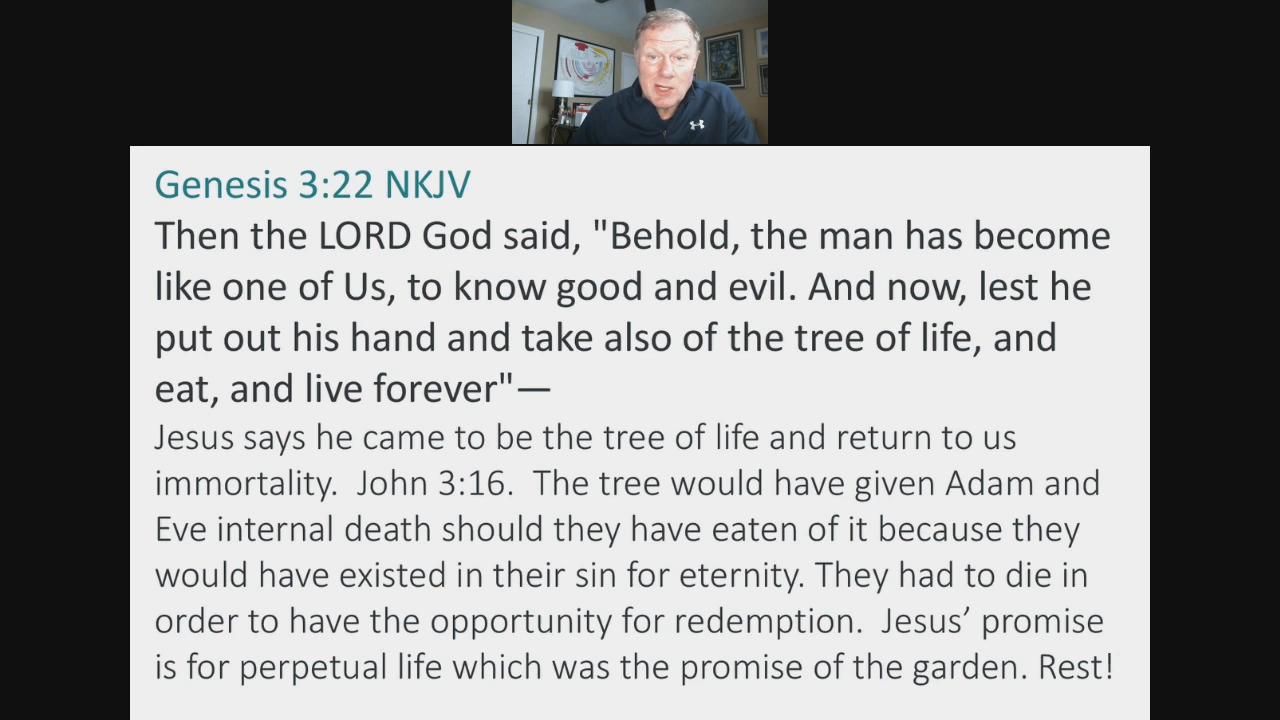 Genesis 3:22 NKJV
Then the LORD God said, "Behold, the man has become
like one of Us, to know good and evil. And now, lest he
put out his hand and take also of the tree of life, and
eat, and live forever"—
Jesus says he came to be the tree of life and return to us
immortality.  John 3:16.  The tree would have given Adam and
Eve internal death should they have eaten of it because they
would have existed in their sin for eternity. They had to die in
order to have the opportunity for redemption.  Jesus’ promise
is for perpetual life which was the promise of the garden. Rest!